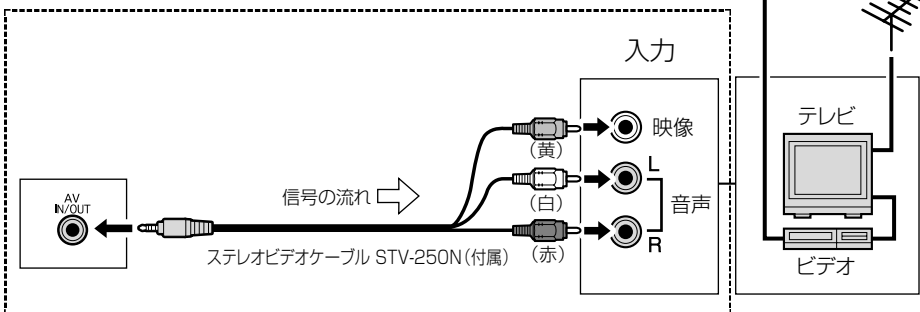 入力
テレビ
映像
(黄)
L
AV
IN/OUT
信号の流れ
(白)
音声
R
ステレオビデオケーブル STV-250N(付属)
(赤)
ビデオ